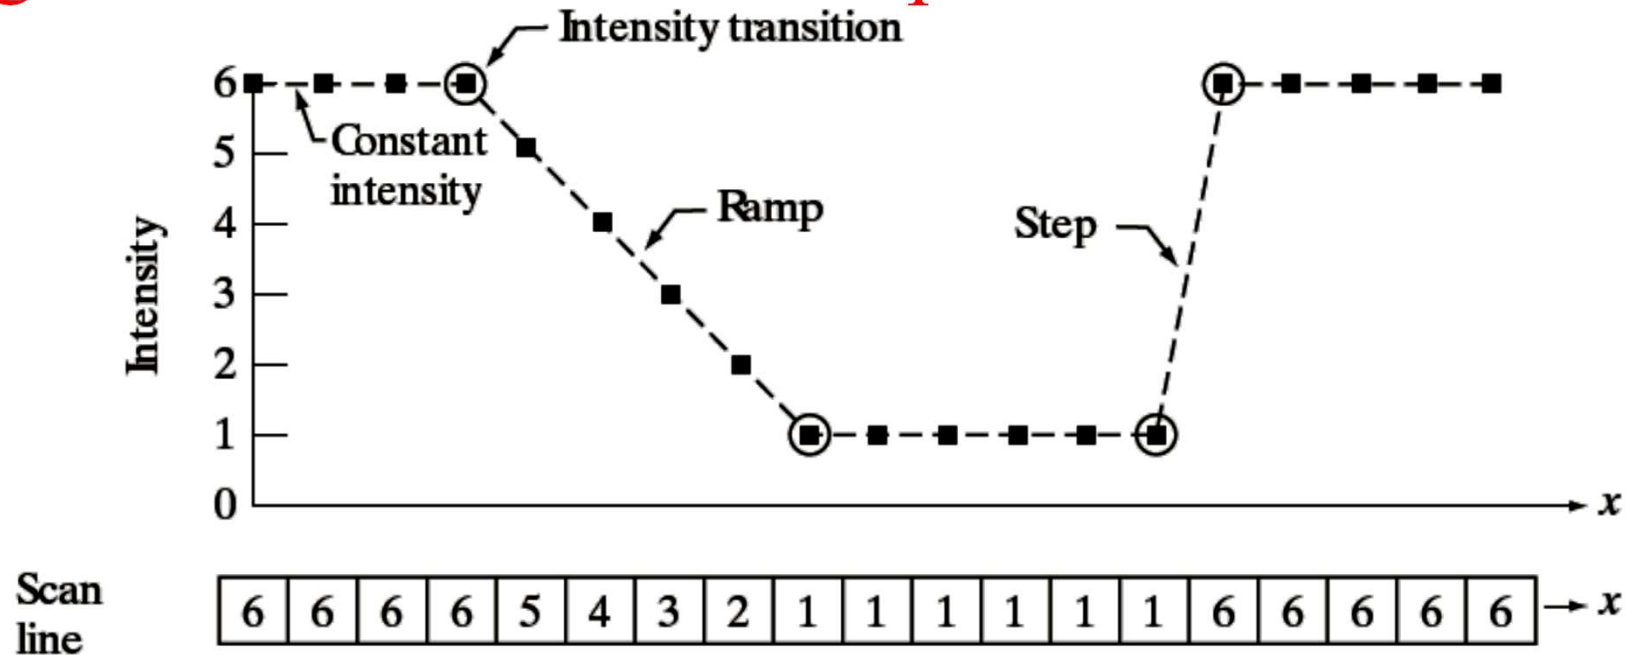 Intensity transition
6
Constant
intensity
5
Ramp
4
Step
Intensity
3
2
1
0
x
Scan
line
6 6 6 6 5 4 3 2 1 1 1 1 1 1 6 6 6 6 6
x